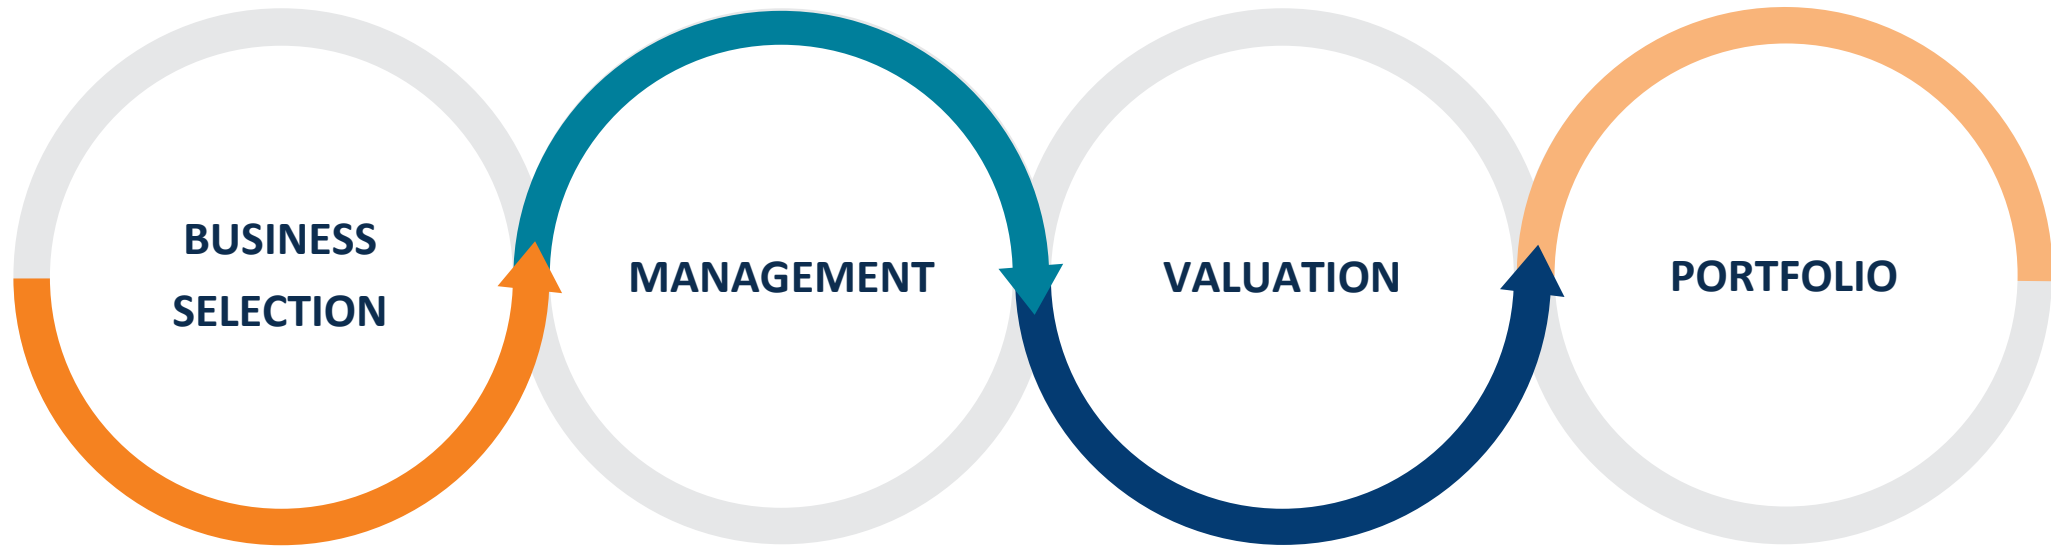 BUSINESS
SELECTION
MANAGEMENT
VALUATION
PORTFOLIO